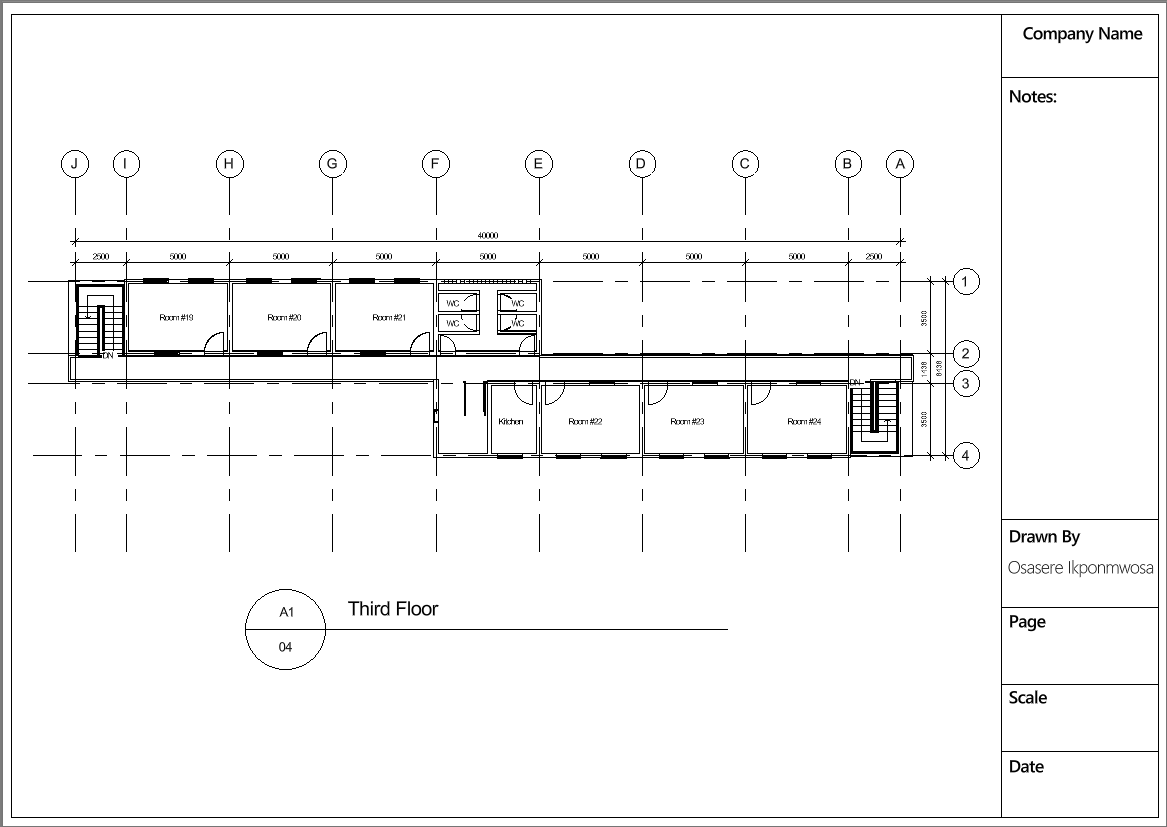 Company Name
Notes:
J I H G F E D C B A
40000
2500 5000 5000 5000 5000 5000 5000 5000 2500
1
WC WC
Room #19 Room #20 Room #21
3500
WC WC
DN
2
1438 8438
3
DN
Kitchen Room #22 Room #23 Room #24
3500
4
Drawn By
Osasere Ikponmwosa
A1 Third Floor
04
Page
Scale
Date